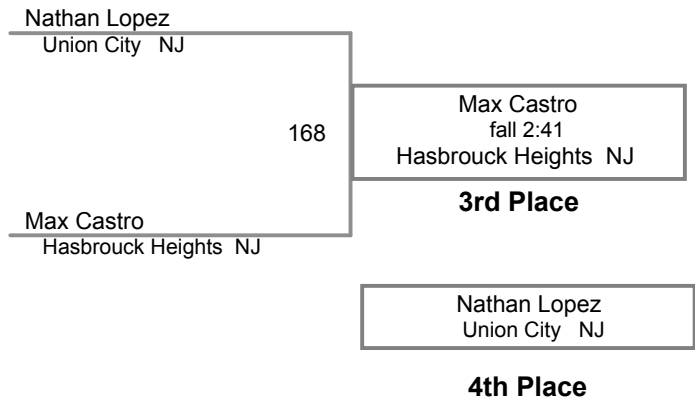 Nathan Lopez
Union City NJ
168
Max Castro
fall 2:41
Hasbrouck Heights NJ
3rd Place
Max Castro
Hasbrouck Heights NJ
Nathan Lopez
Union City NJ
4th Place